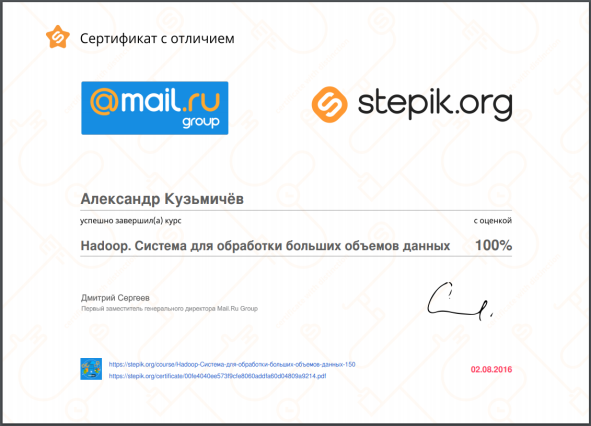 Сертификат с отличием
@mail.ru
group
stepik.org
Александр Кузьмичёв
успешно завершил(а) курс
с оценкой
Hadoop. Система для обработки больших объемов данных
100%
Дмитрий Сергеев
Первый заместитель генерального директора Mail.Ru Group
https://stepik.org/course/Hadoop-Система-для-обработки-больших-объемов-данных-150
https://stepik.org/certificate/00fe4040ee573f9cfe8060addfa60d04809a9214.pdf
02.08.2016